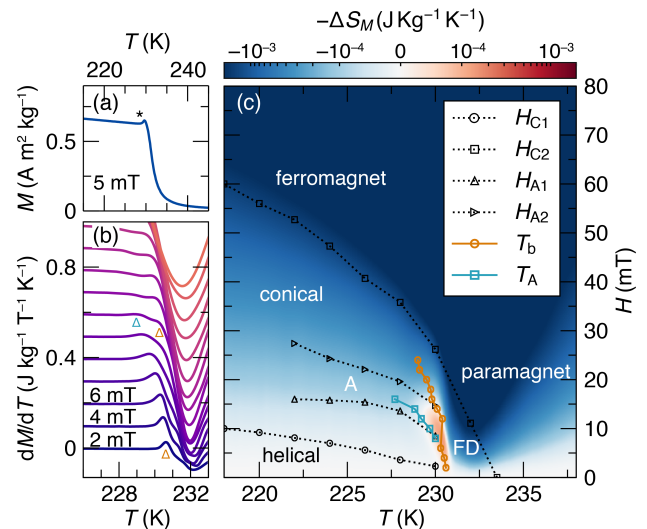 −ΔS_M (J Kg⁻¹ K⁻¹)
T (K)
−10⁻³ −10⁻⁴ 0 10⁻⁴ 10⁻³
220 240
(a)
*
0.5
0
M (A m² kg⁻¹)
5 mT
(b)
0.8
0.4
0
dM/dT (J kg⁻¹ T⁻¹ K⁻¹)
6 mT
4 mT
2 mT
228 232
T (K)
(c)
H_C1
H_C2
H_A1
H_A2
T_b
T_A
ferromagnet
conical
paramagnet
A
FD
helical
80
70
60
50
40
30
20
10
0
H (mT)
220 225 230 235
T (K)